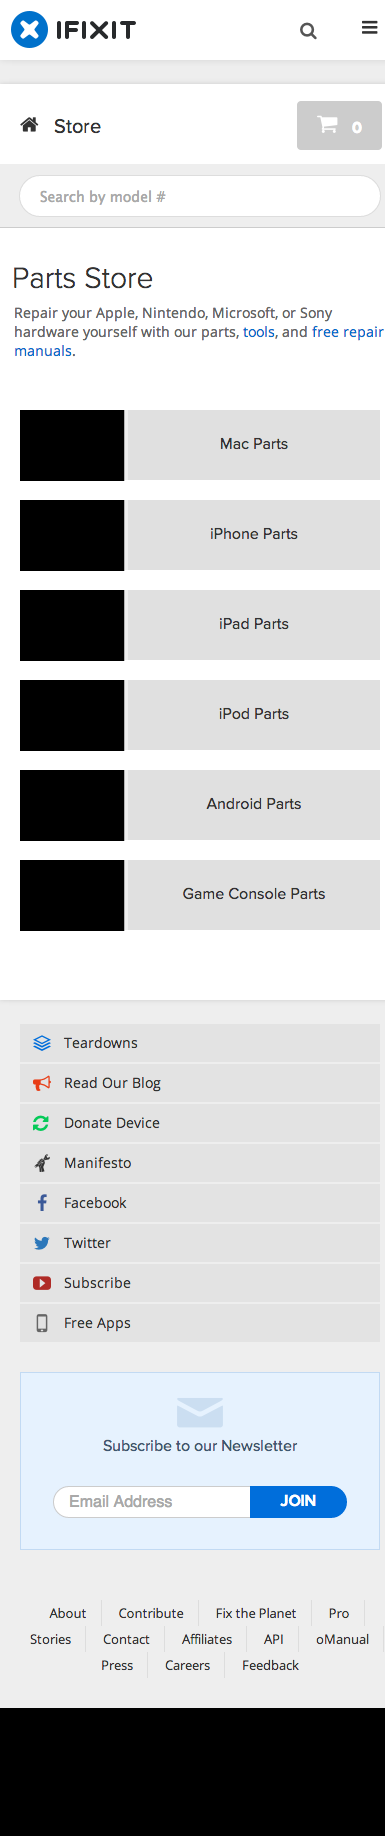 IFIXIT
Store
0
Search by model #
Parts Store
Repair your Apple, Nintendo, Microsoft, or Sony
hardware yourself with our parts, tools, and free repair
manuals.
Mac Parts
iPhone Parts
iPad Parts
iPod Parts
Android Parts
Game Console Parts
Teardowns
Read Our Blog
Donate Device
Manifesto
Facebook
Twitter
Subscribe
Free Apps
Subscribe to our Newsletter
Email Address JOIN
About Contribute Fix the Planet Pro
Stories Contact Affiliates API oManual
Press Careers Feedback